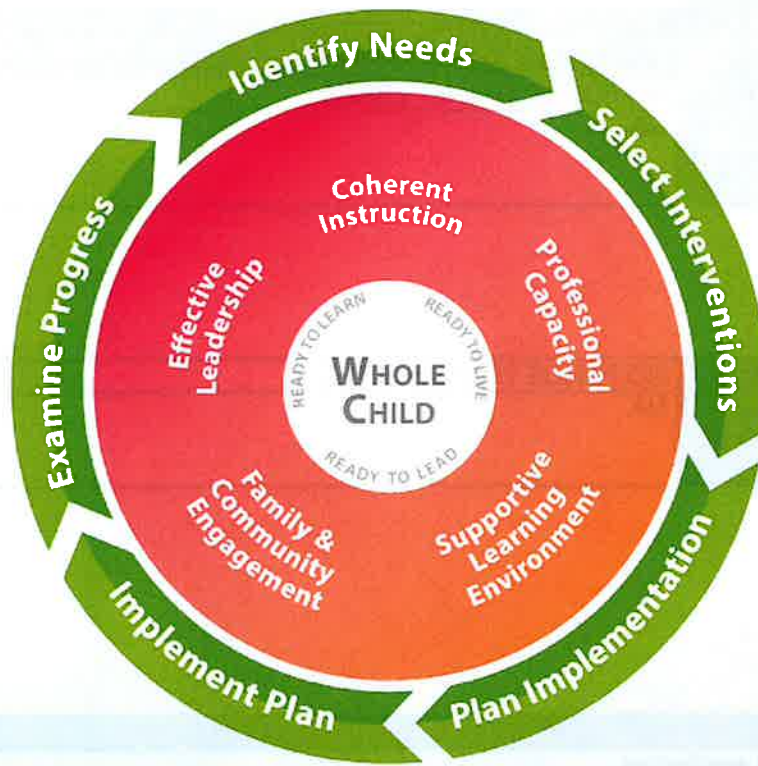 Identify Needs
Select Interventions
Plan Implementation
Implement Plan
Examine Progress
Coherent
Instruction
Professional
Capacity
Supportive
Learning
Environment
Family &
Community
Engagement
Effective
Leadership
READY TO LEARN
READY TO LIVE
READY TO LEAD
WHOLE
CHILD